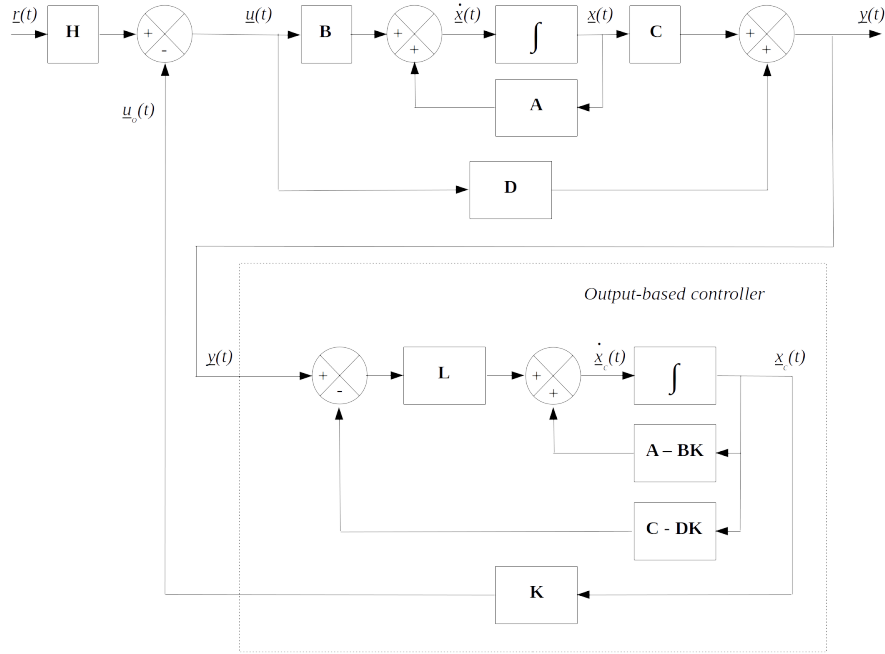 r(t) H + - u(t) B + + ẋ(t) ∫ x(t) C + + y(t)
A
u_o(t)
D
Output-based controller
y(t) + - L + + ẋ_c(t) ∫ x_c(t)
A – BK
C - DK
K